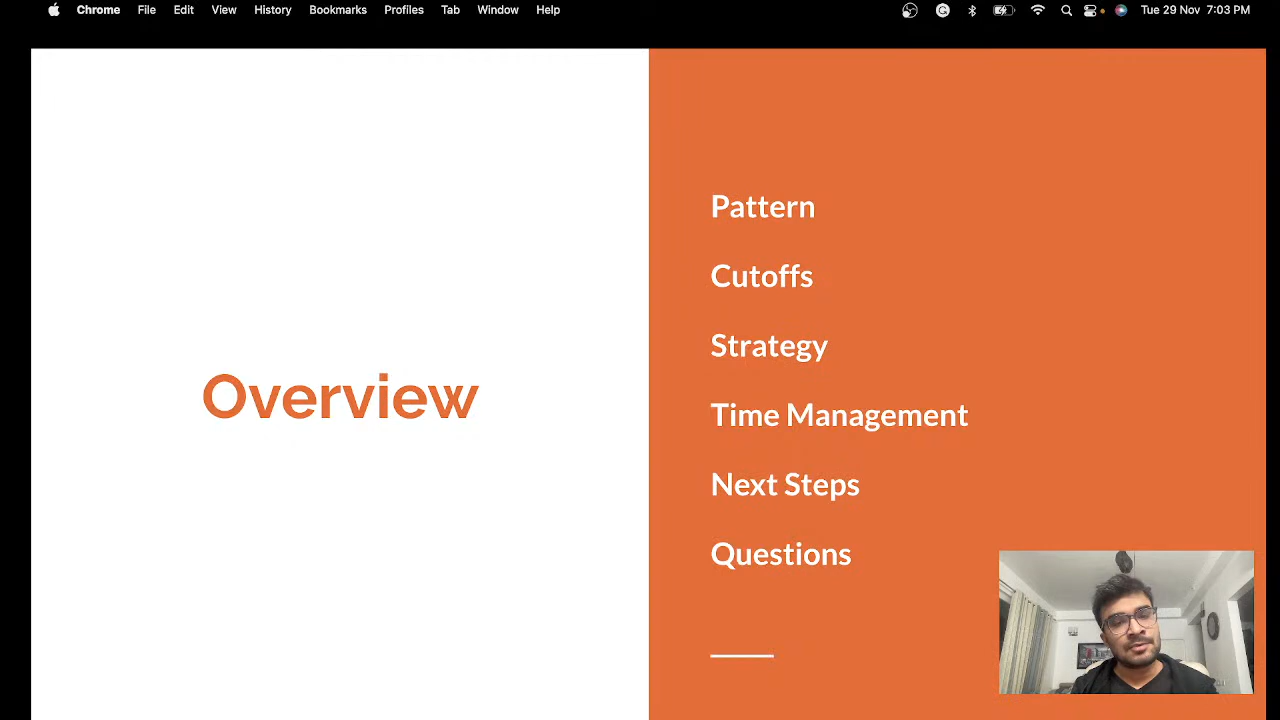 Chrome File Edit View History Bookmarks Profiles Tab Window Help Tue 29 Nov 7:03 PM
Overview
Pattern
Cutoffs
Strategy
Time Management
Next Steps
Questions